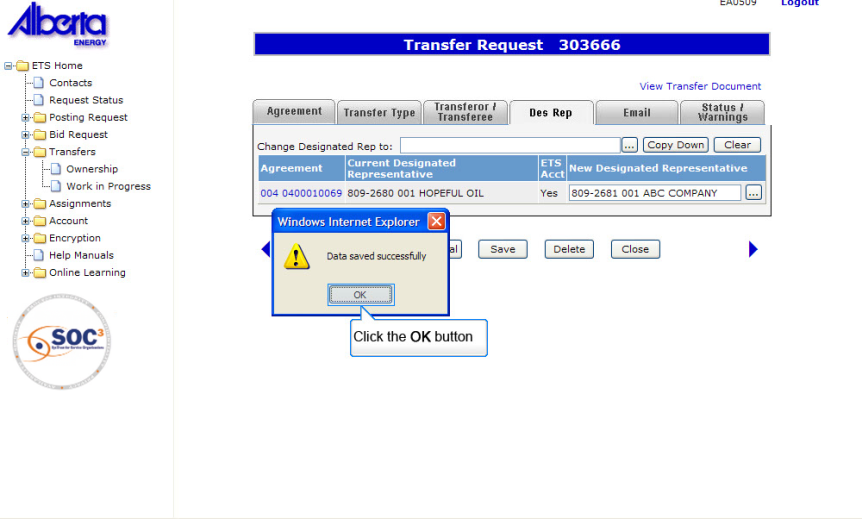 EA0509 Logout
Alberta
ENERGY
Transfer Request 303666
ETS Home
Contacts
Request Status
Posting Request
Bid Request
Transfers
Ownership
Work in Progress
Assignments
Account
Encryption
Help Manuals
Online Learning
SOC3
View Transfer Document
Agreement
Transfer Type
Transferor /
Transferee
Des Rep
Email
Status /
Warnings
Change Designated Rep to: ... Copy Down Clear
Agreement
Current Designated
Representative
ETS
Acct
New Designated Representative
004 0400010069 809-2680 001 HOPEFUL OIL Yes 809-2681 001 ABC COMPANY ...
Windows Internet Explorer
Data saved successfully
OK
al Save Delete Close
Click the OK button